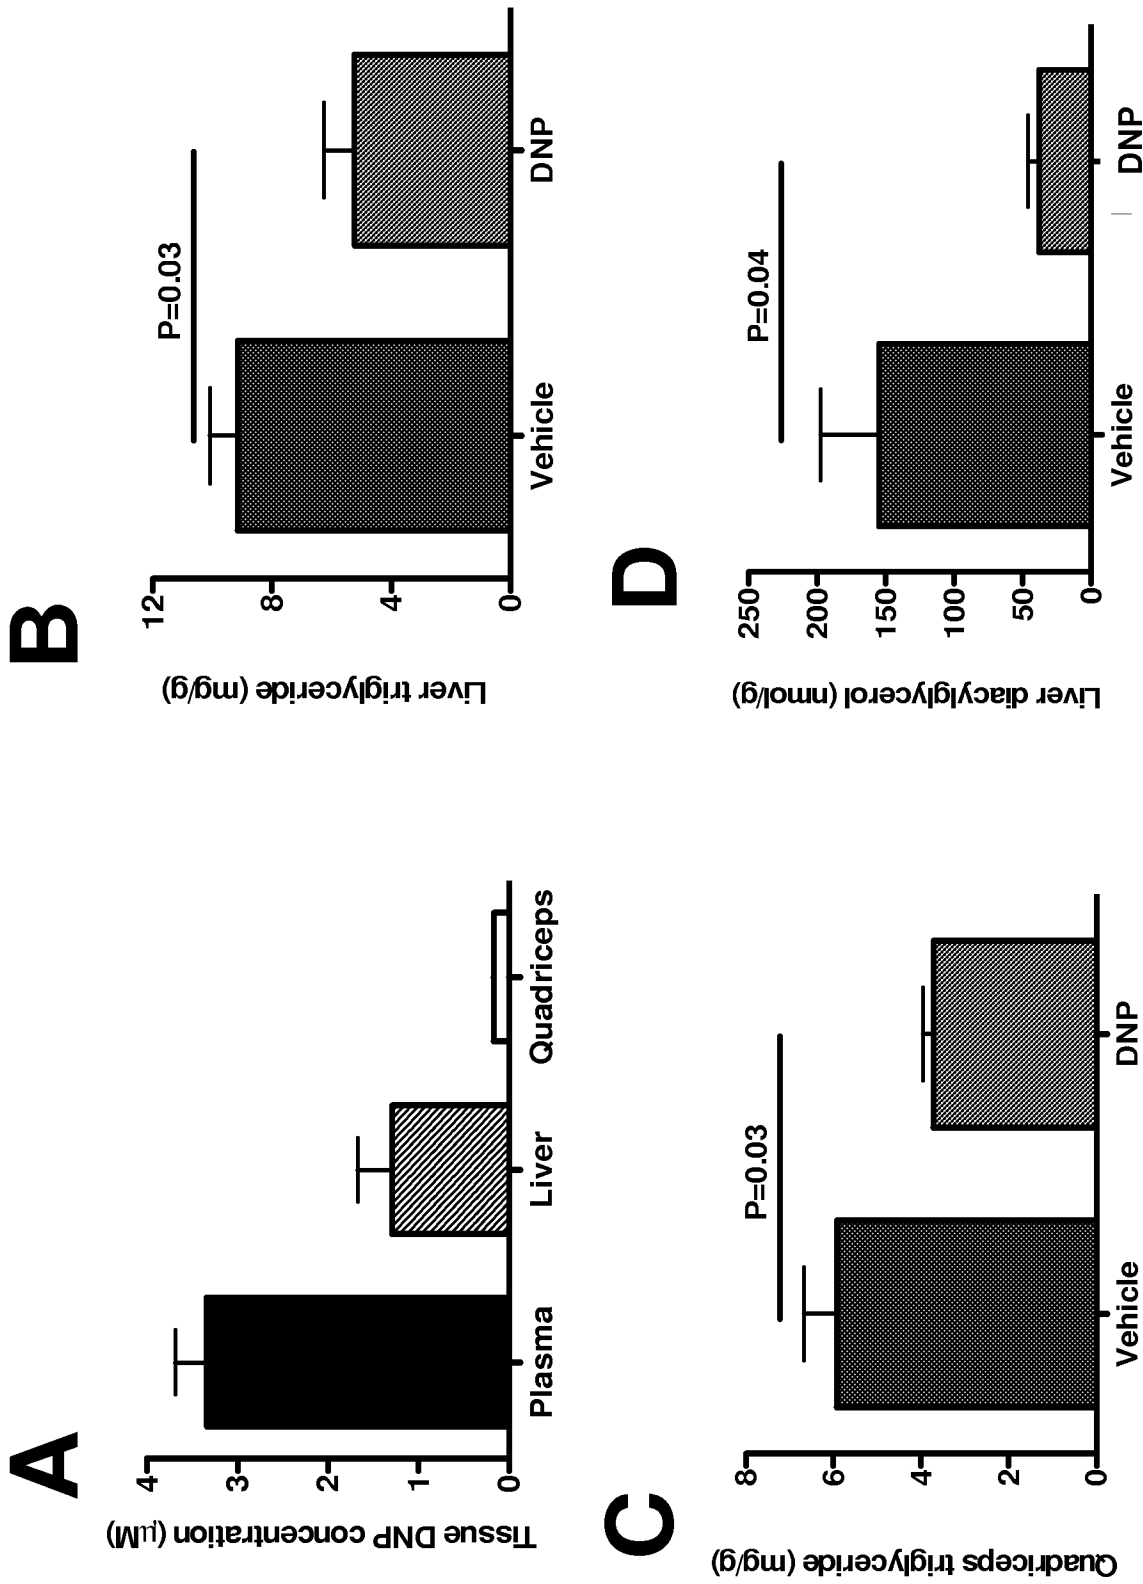 A
Tissue DNP concentration (μM)
4
3
2
1
0
Plasma
Liver
Quadriceps
B
Liver triglyceride (mg/g)
12
8
4
0
P=0.03
Vehicle
DNP
C
Quadriceps triglyceride (mg/g)
8
6
4
2
0
P=0.03
Vehicle
DNP
D
Liver diacylglycerol (nmol/g)
250
200
150
100
50
0
P=0.04
Vehicle
DNP